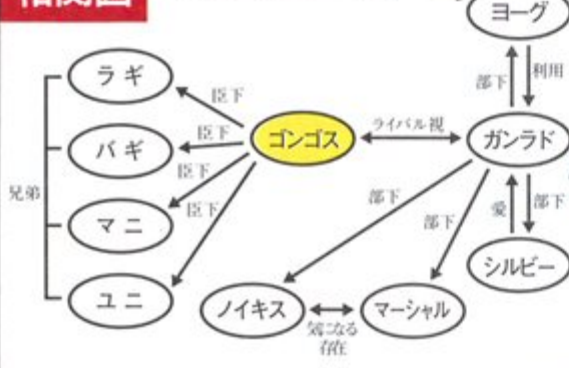 相関図
ヨーグ
部下
利用
ラギ
臣下
バギ
臣下
ゴンゴス
ライバル視
ガンラド
兄弟
臣下
マニ
臣下
部下
部下
愛
部下
シルビー
ユニ
ノイキス
マーシャル
気になる
存在